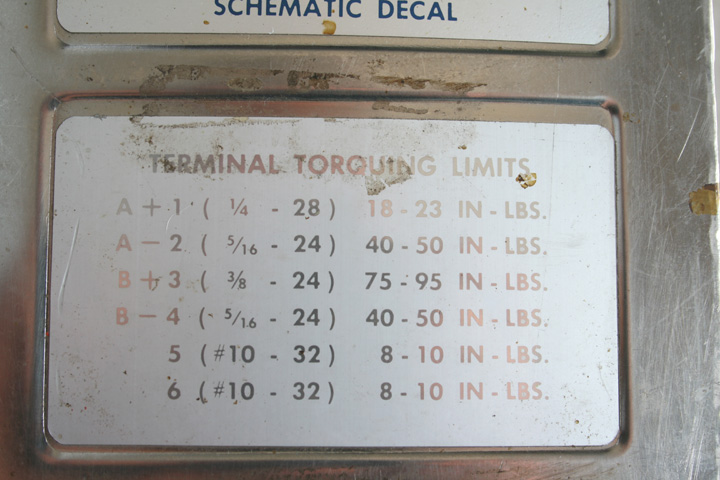 SCHEMATIC DECAL
TERMINAL TORQUING LIMITS
A + 1 ( 1/4 - 28 ) 18 - 23 IN - LBS.
A - 2 ( 5/16 - 24 ) 40 - 50 IN - LBS.
B + 3 ( 3/8 - 24 ) 75 - 95 IN - LBS.
B - 4 ( 5/16 - 24 ) 40 - 50 IN - LBS.
5 ( #10 - 32 ) 8 - 10 IN - LBS.
6 ( #10 - 32 ) 8 - 10 IN - LBS.